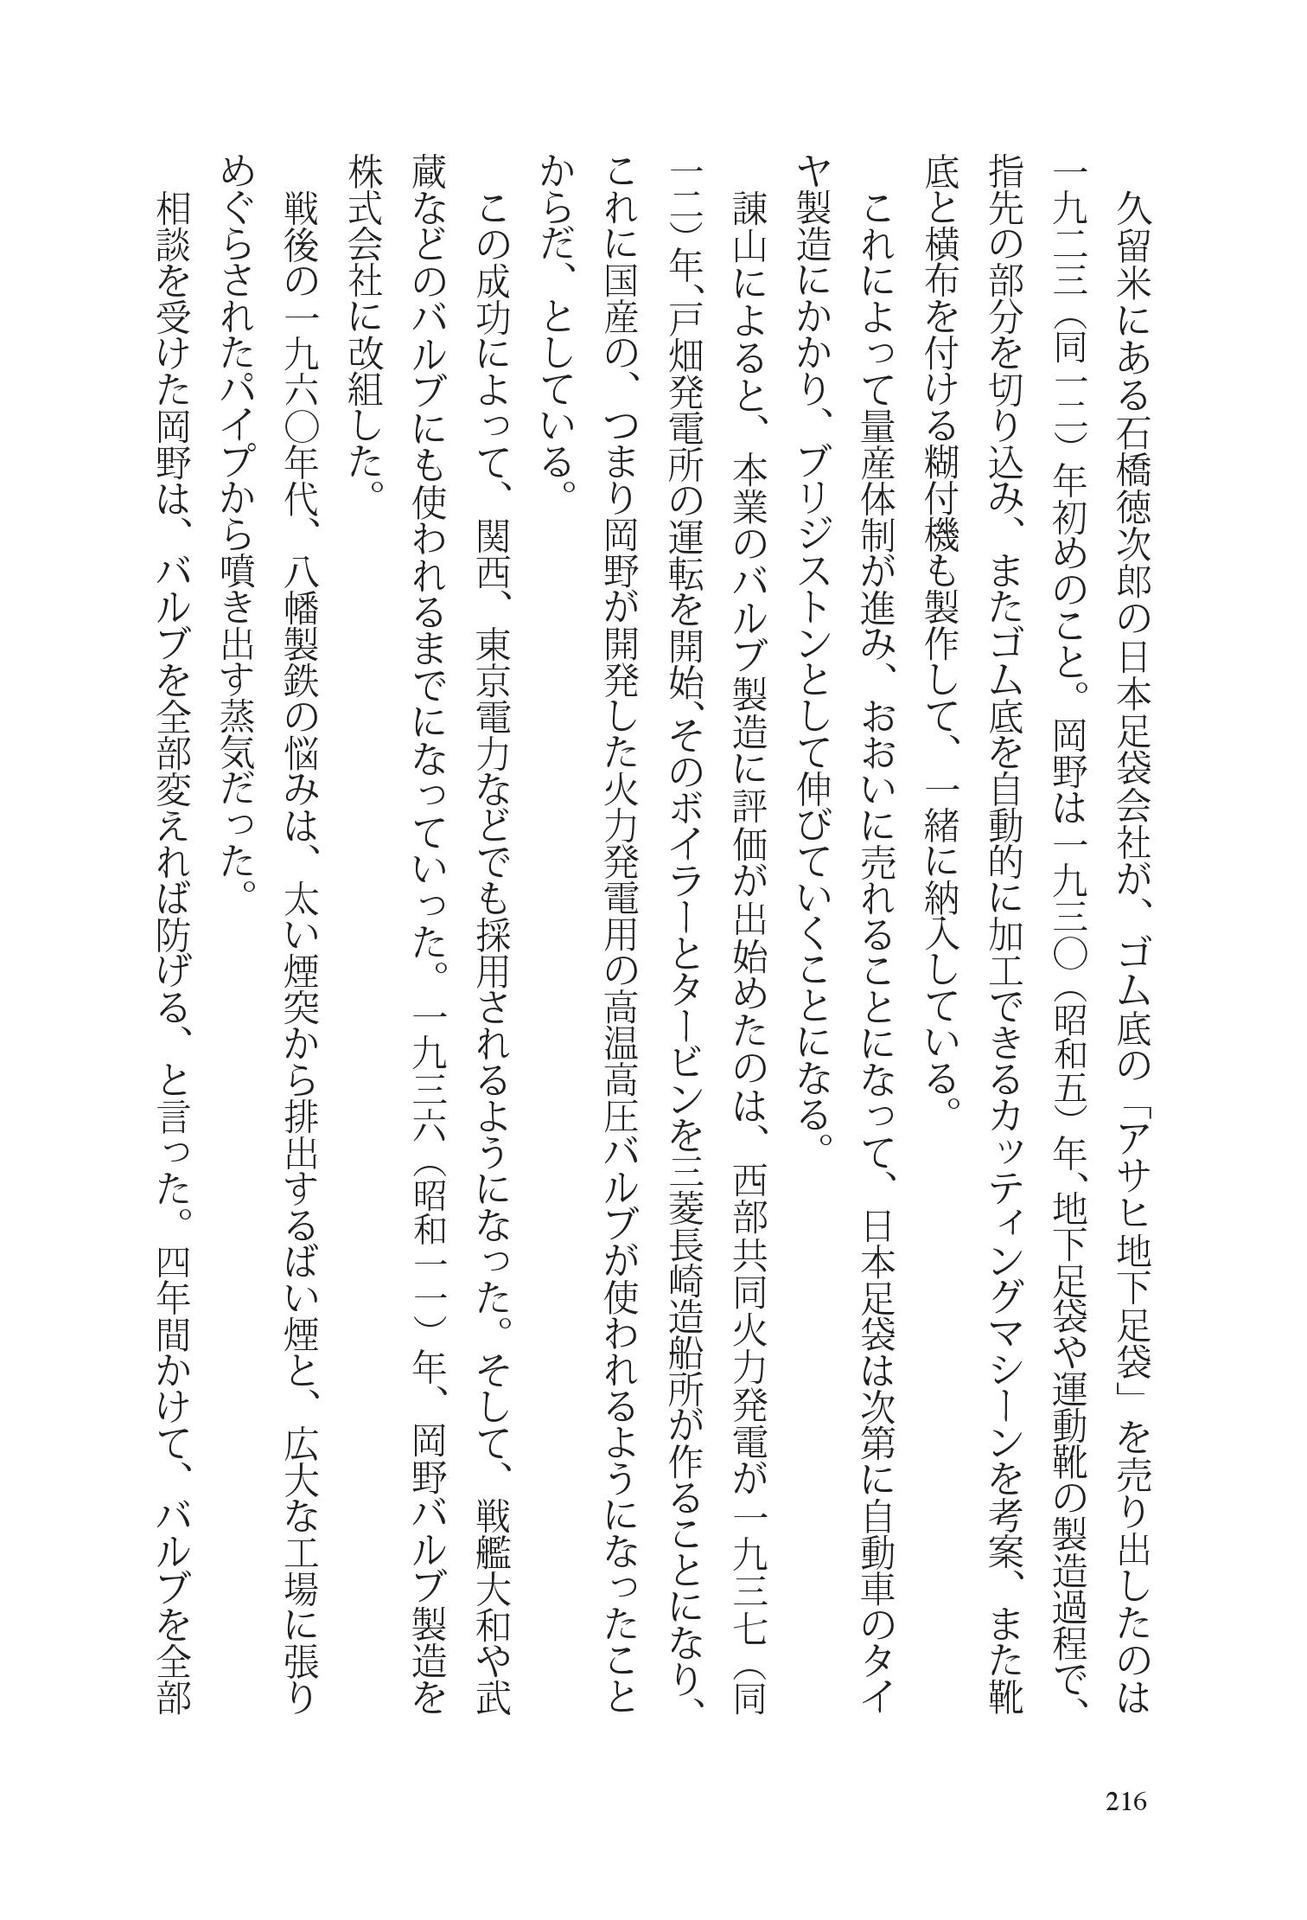 久留米にある石橋徳次郎の日本足袋会社が、ゴム底の「アサヒ地下足袋」を売り出したのは
一九二三（同一二）年初めのこと。岡野は一九三〇（昭和五）年、地下足袋や運動靴の製造過程で、
指先の部分を切り込み、またゴム底を自動的に加工できるカッティングマシーンを考案、また靴
底と横布を付ける糊付機も製作して、一緒に納入している。
これによって量産体制が進み、おおいに売れることになって、日本足袋は次第に自動車のタイ
ヤ製造にかかり、ブリジストンとして伸びていくことになる。
諌山によると、本業のバルブ製造に評価が出始めたのは、西部共同火力発電が一九三七（同
一二）年、戸畑発電所の運転を開始、そのボイラーとタービンを三菱長崎造船所が作ることになり、
これに国産の、つまり岡野が開発した火力発電用の高温高圧バルブが使われるようになったこと
からだ、としている。
この成功によって、関西、東京電力などでも採用されるようになった。そして、戦艦大和や武
蔵などのバルブにも使われるまでになっていった。一九三六（昭和一一）年、岡野バルブ製造を
株式会社に改組した。
戦後の一九六〇年代、八幡製鉄の悩みは、太い煙突から排出するばい煙と、広大な工場に張り
めぐらされたパイプから噴き出す蒸気だった。
相談を受けた岡野は、バルブを全部変えれば防げる、と言った。四年間かけて、バルブを全部
216